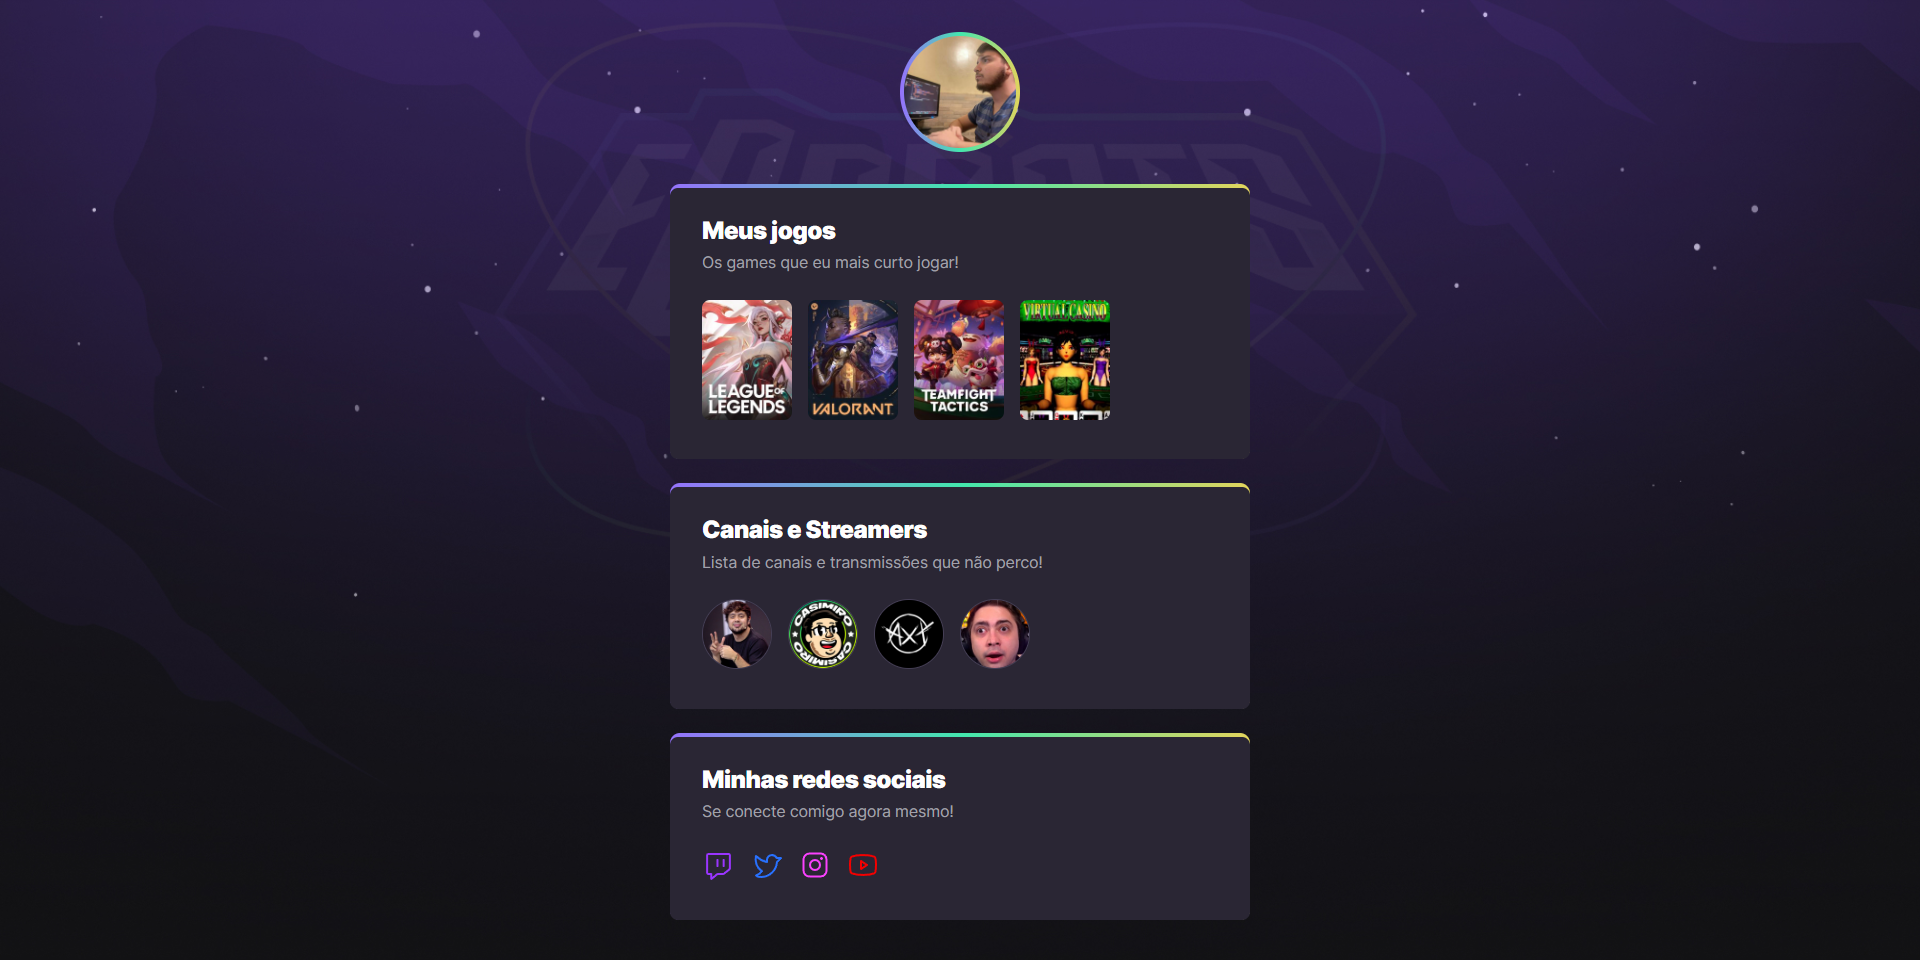 Meus jogos
Os games que eu mais curto jogar!
LEAGUE OF
LEGENDS
VALORANT
TEAMFIGHT
TACTICS
VIRTUAL CASINO
Canais e Streamers
Lista de canais e transmissões que não perco!
CASIMIRO
CASIMIRO
AXT
Minhas redes sociais
Se conecte comigo agora mesmo!